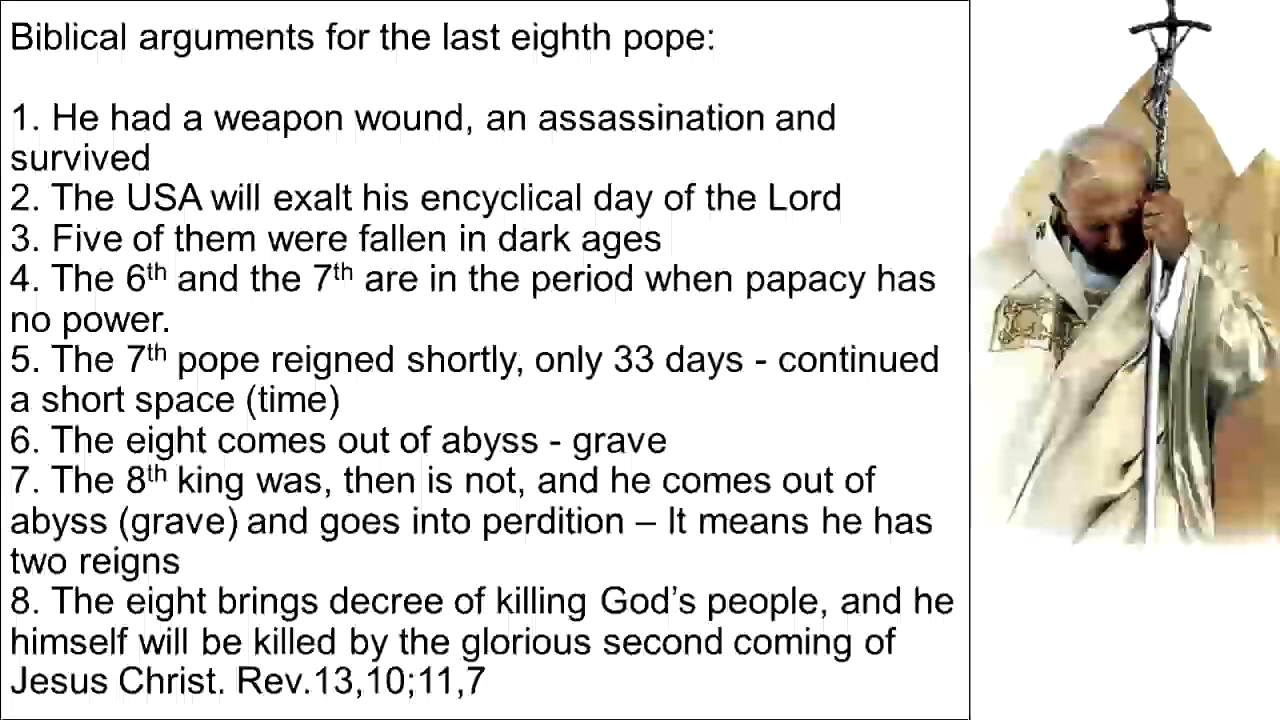 Biblical arguments for the last eighth pope:
1. He had a weapon wound, an assassination and
survived
2. The USA will exalt his encyclical day of the Lord
3. Five of them were fallen in dark ages
4. The 6th and the 7th are in the period when papacy has
no power.
5. The 7th pope reigned shortly, only 33 days - continued
a short space (time)
6. The eight comes out of abyss - grave
7. The 8th king was, then is not, and he comes out of
abyss (grave) and goes into perdition – It means he has
two reigns
8. The eight brings decree of killing God’s people, and he
himself will be killed by the glorious second coming of
Jesus Christ. Rev.13,10;11,7